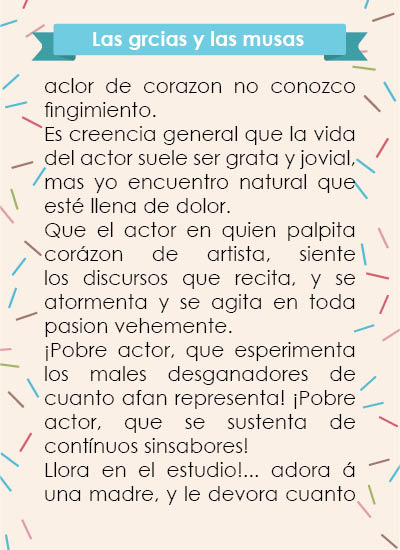 Las grcias y las musas
aclor de corazon no conozco
fingimiento.
Es creencia general que la vida
del actor suele ser grata y jovial,
mas yo encuentro natural que
esté llena de dolor.
Que el actor en quien palpita
corázon de artista, siente
los discursos que recita, y se
atormenta y se agita en toda
pasion vehemente.
¡Pobre actor, que esperimenta
los males desganadores de
cuanto afan representa! ¡Pobre
actor, que se sustenta de
contínuos sinsabores!
Llora en el estudio!... adora á
una madre, y le devora cuanto